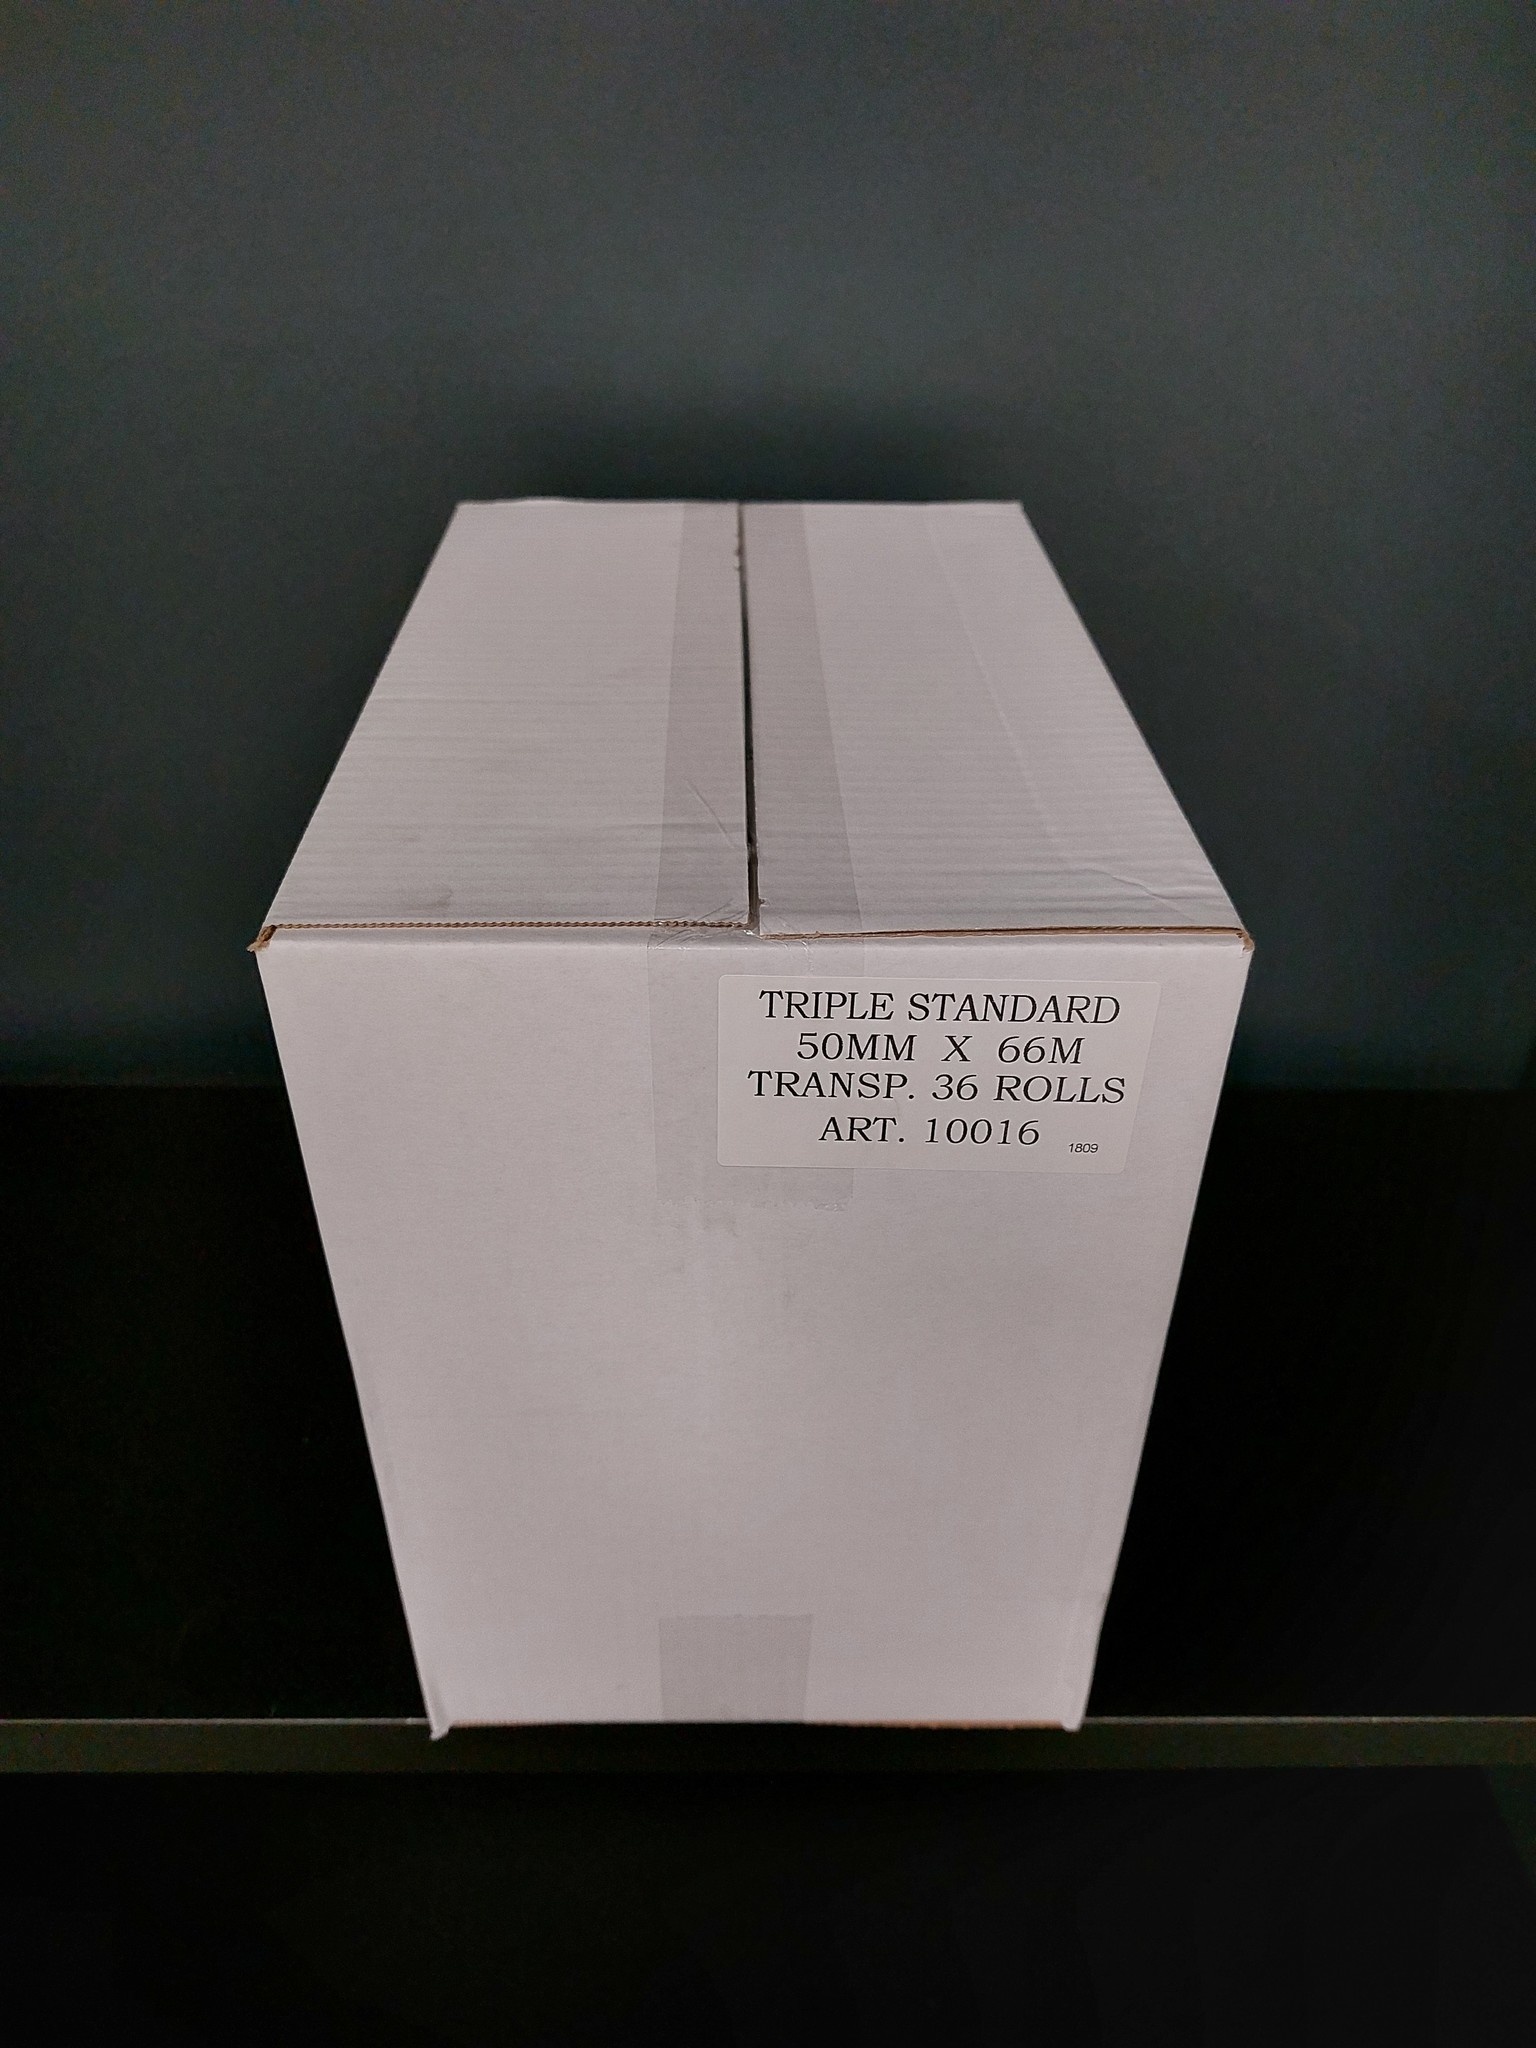 TRIPLE STANDARD
50MM X 66M
TRANSP. 36 ROLLS
ART. 10016
1809